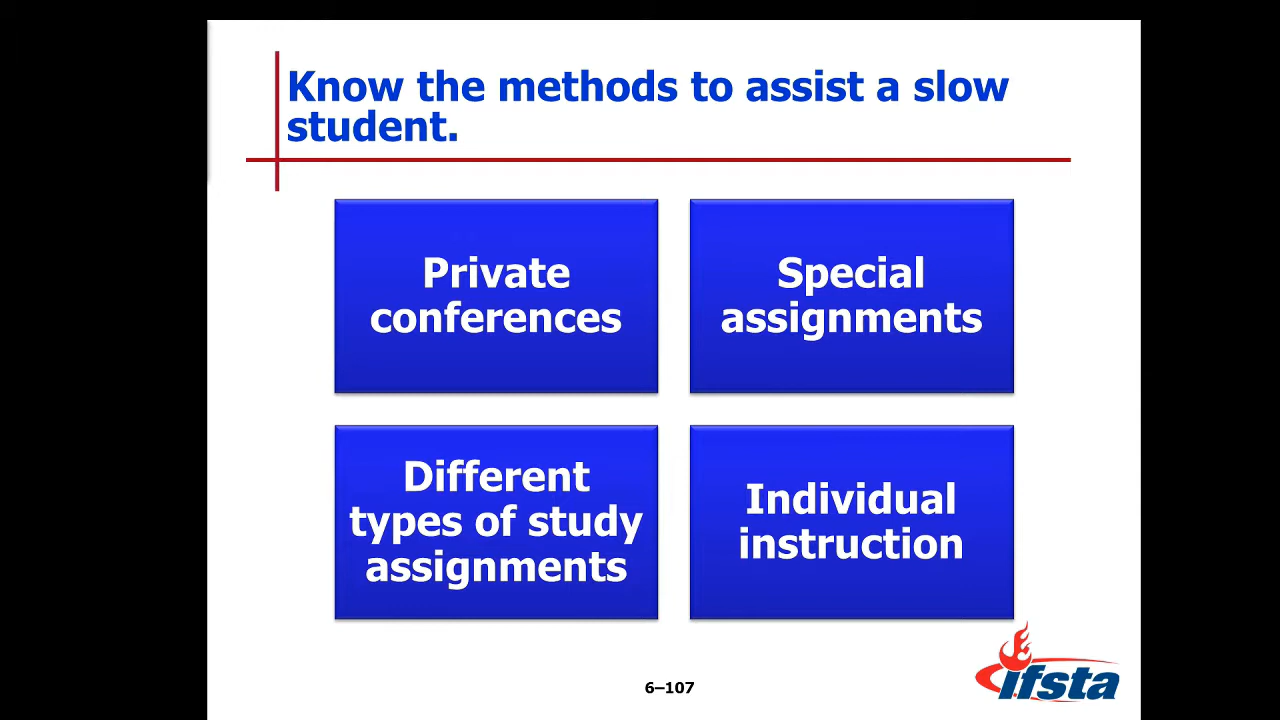 Know the methods to assist a slow
student.
Private
conferences
Special
assignments
Different
types of study
assignments
Individual
instruction
6–107
ifsta